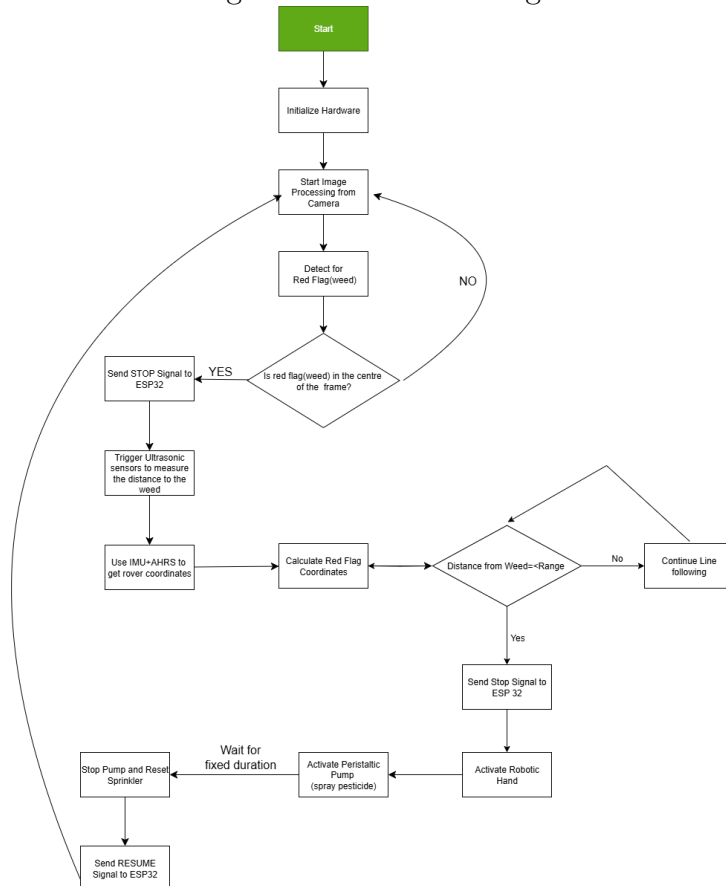 Start
Initialize Hardware
Start Image
Processing from
Camera
Detect for
Red Flag(weed)
NO
Is red flag(weed) in the centre
of the frame?
YES
Send STOP Signal to
ESP32
Trigger Ultrasonic
sensors to measure
the distance to the
weed
Use IMU+AHRS to
get rover coordinates
Calculate Red Flag
Coordinates
Distance from Weed=<Range
No
Continue Line
following
Yes
Send Stop Signal to
ESP 32
Activate Robotic
Hand
Activate Peristaltic
Pump
(spray pesticide)
Wait for
fixed duration
Stop Pump and Reset
Sprinkler
Send RESUME
Signal to ESP32